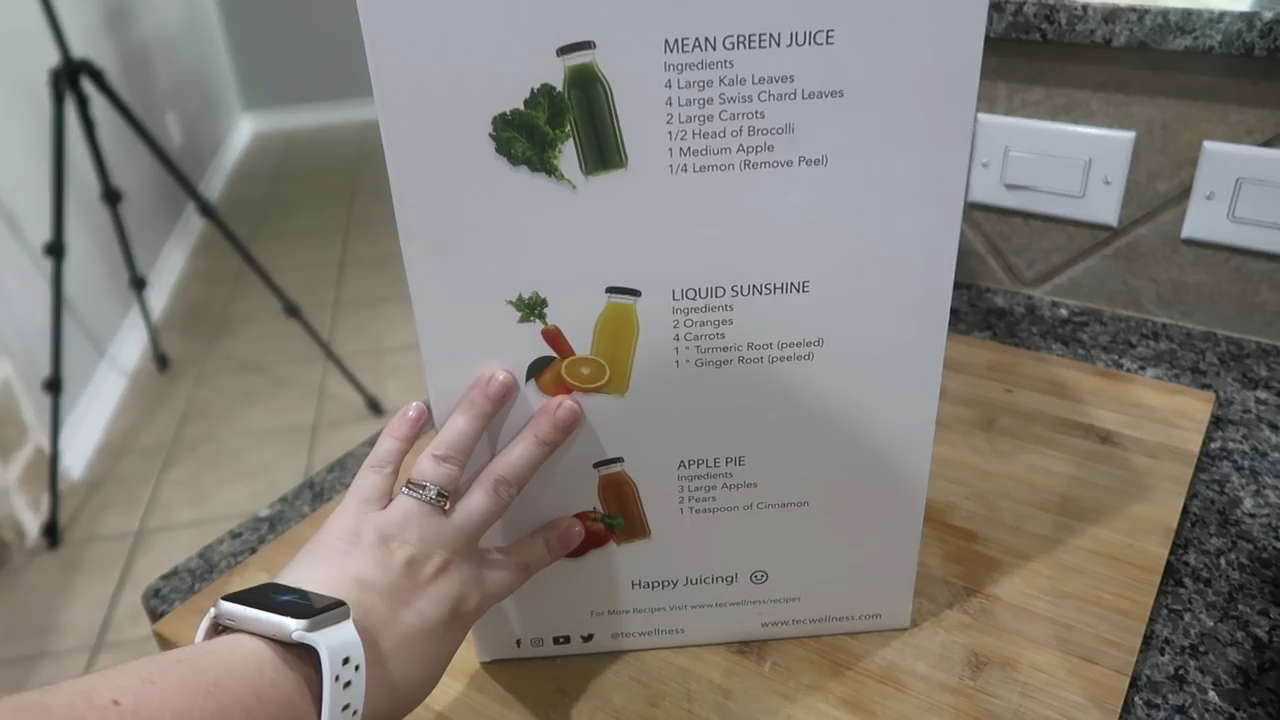 MEAN GREEN JUICE
Ingredients
4 Large Kale Leaves
4 Large Swiss Chard Leaves
2 Large Carrots
1/2 Head of Brocolli
1 Medium Apple
1/4 Lemon (Remove Peel)
LIQUID SUNSHINE
Ingredients
2 Oranges
4 Carrots
1 " Turmeric Root (peeled)
1 " Ginger Root (peeled)
APPLE PIE
Ingredients
3 Large Apples
2 Pears
1 Teaspoon of Cinnamon
Happy Juicing!
For More Recipes Visit www.tecwellness/recipes
@tecwellness www.tecwellness.com